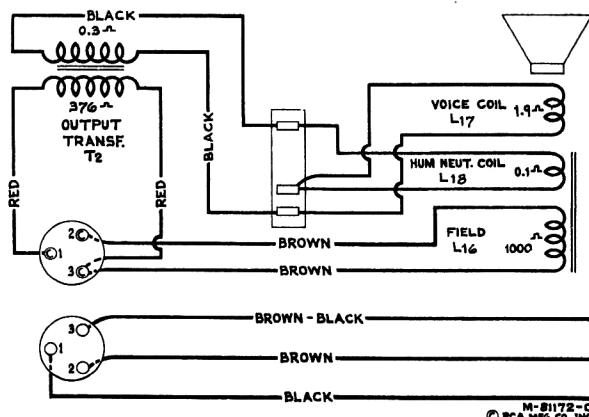 BLACK
0.3Ω
376Ω
OUTPUT
TRANSF.
T2
RED
RED
BLACK
VOICE COIL
L17
1.9Ω
HUM NEUT. COIL
L18
0.1Ω
FIELD
L16
1000Ω
2
1
3
BROWN
BROWN
3
1
2
BROWN-BLACK
BROWN
BLACK
M-81172-0
© RCA MFG. CO. INC.